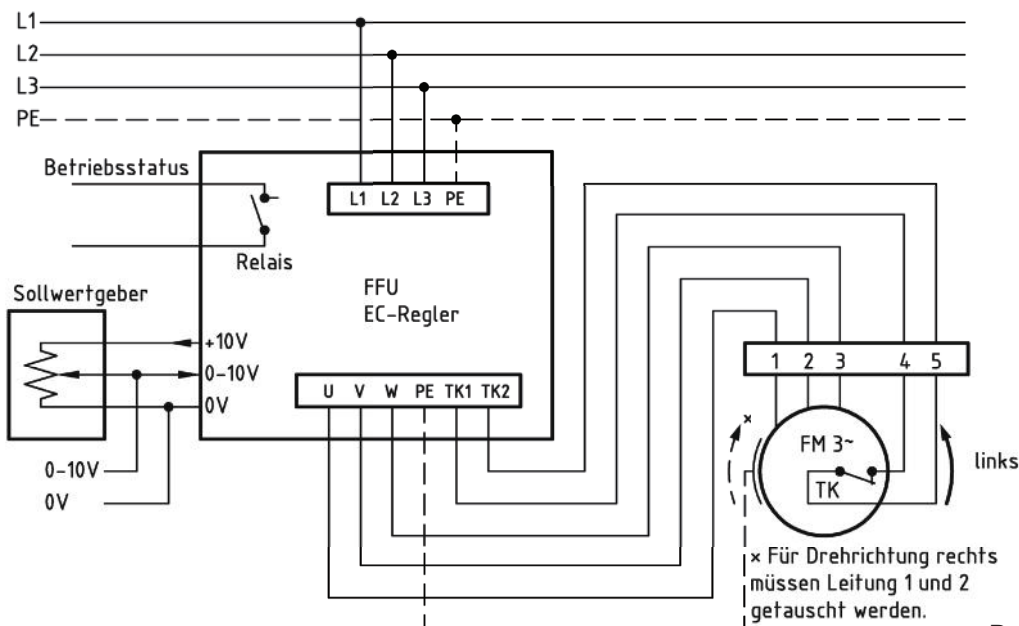 L1
L2
L3
PE
Betriebsstatus
L1 L2 L3 PE
Relais
Sollwertgeber
FFU
EC-Regler
+10V
0-10V
0V
U V W PE TK1 TK2
1 2 3 4 5
0-10V
0V
×
FM 3~
TK
links
× Für Drehrichtung rechts
müssen Leitung 1 und 2
getauscht werden.